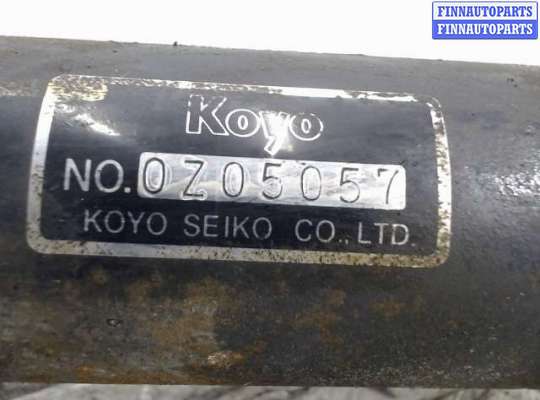 FINNAUTOPARTS
FINNAUTOPARTS
Koyo
NO. 0Z05057
KOYO SEIKO CO., LTD.